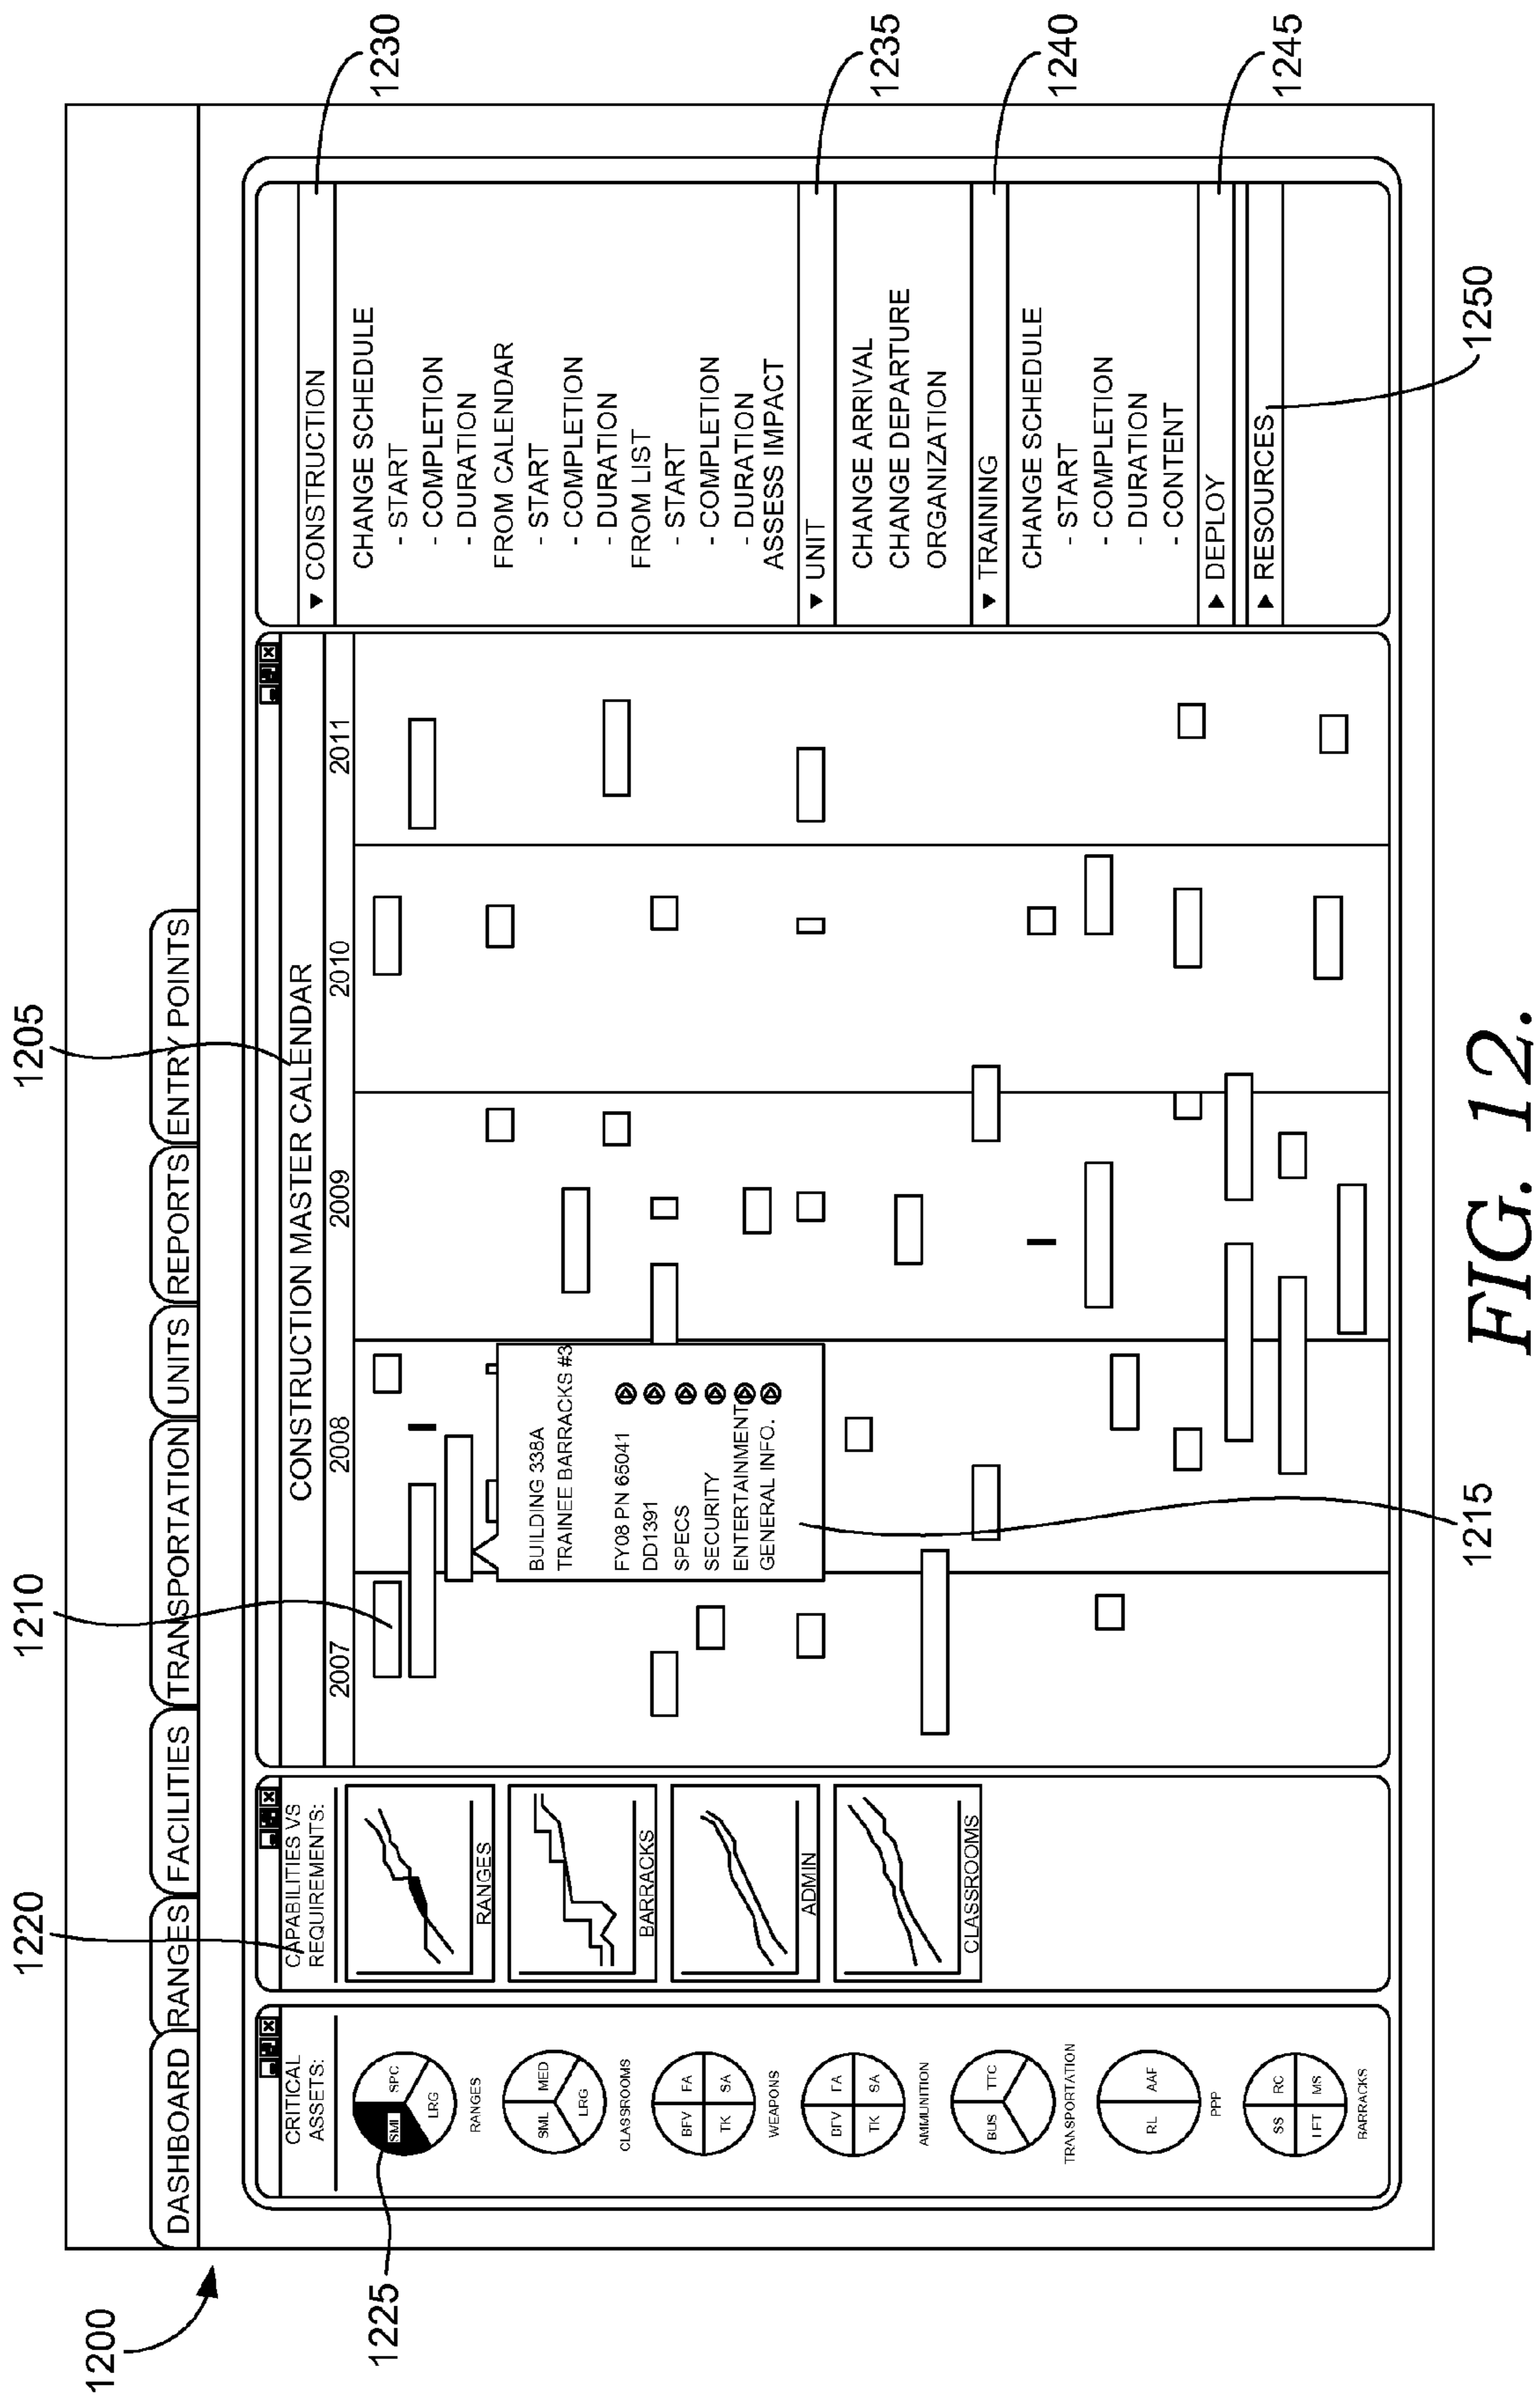 1200
1205
1210
1220
1225
1230
1235
1240
1245
1250
1215
DASHBOARD
RANGES
FACILITIES
TRANSPORTATION
UNITS
REPORTS
ENTRY POINTS
CRITICAL
ASSETS:
SPC
LRG
RANGES
SML
MED
LRG
CLASSROOMS
BFV
FA
TK
SA
WEAPONS
TK
SA
AMMUNITION
BUS
TTC
TRANSPORTATION
RL
AAF
PPP
SS
RC
MS
BARRACKS
CAPABILITIES VS
REQUIREMENTS:
RANGES
BARRACKS
ADMIN
CLASSROOMS
CONSTRUCTION MASTER CALENDAR
2007
2008
2009
2010
2011
BUILDING 338A
TRAINEE BARRACKS #3
FY08 PN 65041
DD1391
SPECS
SECURITY
ENTERTAINMENT
GENERAL INFO.
▼ CONSTRUCTION
CHANGE SCHEDULE
- START
- COMPLETION
- DURATION
FROM CALENDAR
- START
- COMPLETION
- DURATION
FROM LIST
- START
- COMPLETION
- DURATION
ASSESS IMPACT
▼ UNIT
CHANGE ARRIVAL
CHANGE DEPARTURE
ORGANIZATION
▼ TRAINING
CHANGE SCHEDULE
- START
- COMPLETION
- DURATION
- CONTENT
▶ DEPLOY
▶ RESOURCES
FIG. 12.